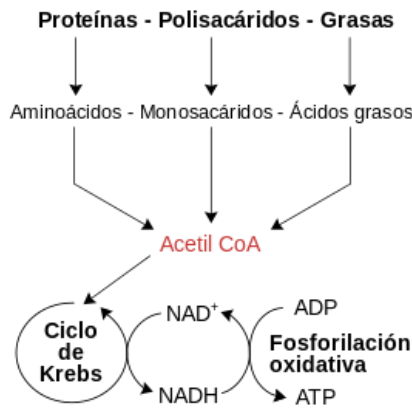 Proteínas - Polisacáridos - Grasas
Aminoácidos - Monosacáridos - Ácidos grasos
Acetil CoA
Ciclo
de
Krebs
NAD+
NADH
ADP
Fosforilación
oxidativa
ATP